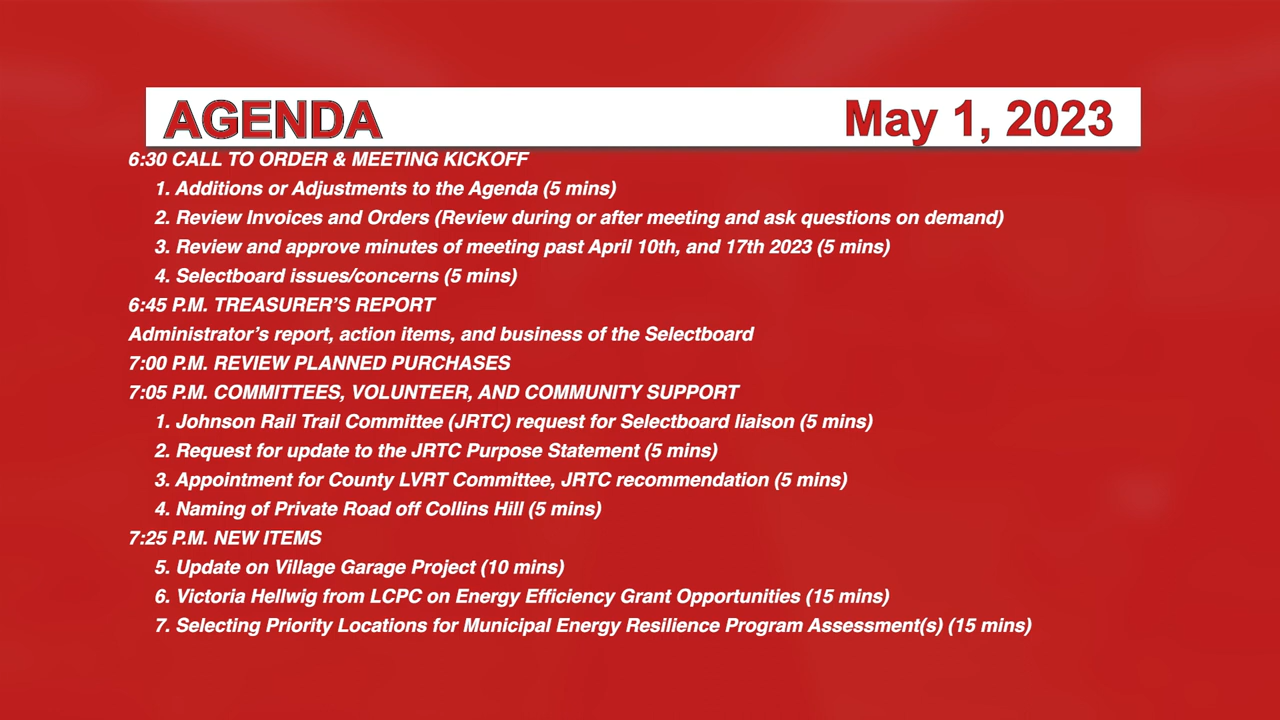 AGENDA May 1, 2023
6:30 CALL TO ORDER & MEETING KICKOFF
1. Additions or Adjustments to the Agenda (5 mins)
2. Review Invoices and Orders (Review during or after meeting and ask questions on demand)
3. Review and approve minutes of meeting past April 10th, and 17th 2023 (5 mins)
4. Selectboard issues/concerns (5 mins)
6:45 P.M. TREASURER’S REPORT
Administrator’s report, action items, and business of the Selectboard
7:00 P.M. REVIEW PLANNED PURCHASES
7:05 P.M. COMMITTEES, VOLUNTEER, AND COMMUNITY SUPPORT
1. Johnson Rail Trail Committee (JRTC) request for Selectboard liaison (5 mins)
2. Request for update to the JRTC Purpose Statement (5 mins)
3. Appointment for County LVRT Committee, JRTC recommendation (5 mins)
4. Naming of Private Road off Collins Hill (5 mins)
7:25 P.M. NEW ITEMS
5. Update on Village Garage Project (10 mins)
6. Victoria Hellwig from LCPC on Energy Efficiency Grant Opportunities (15 mins)
7. Selecting Priority Locations for Municipal Energy Resilience Program Assessment(s) (15 mins)